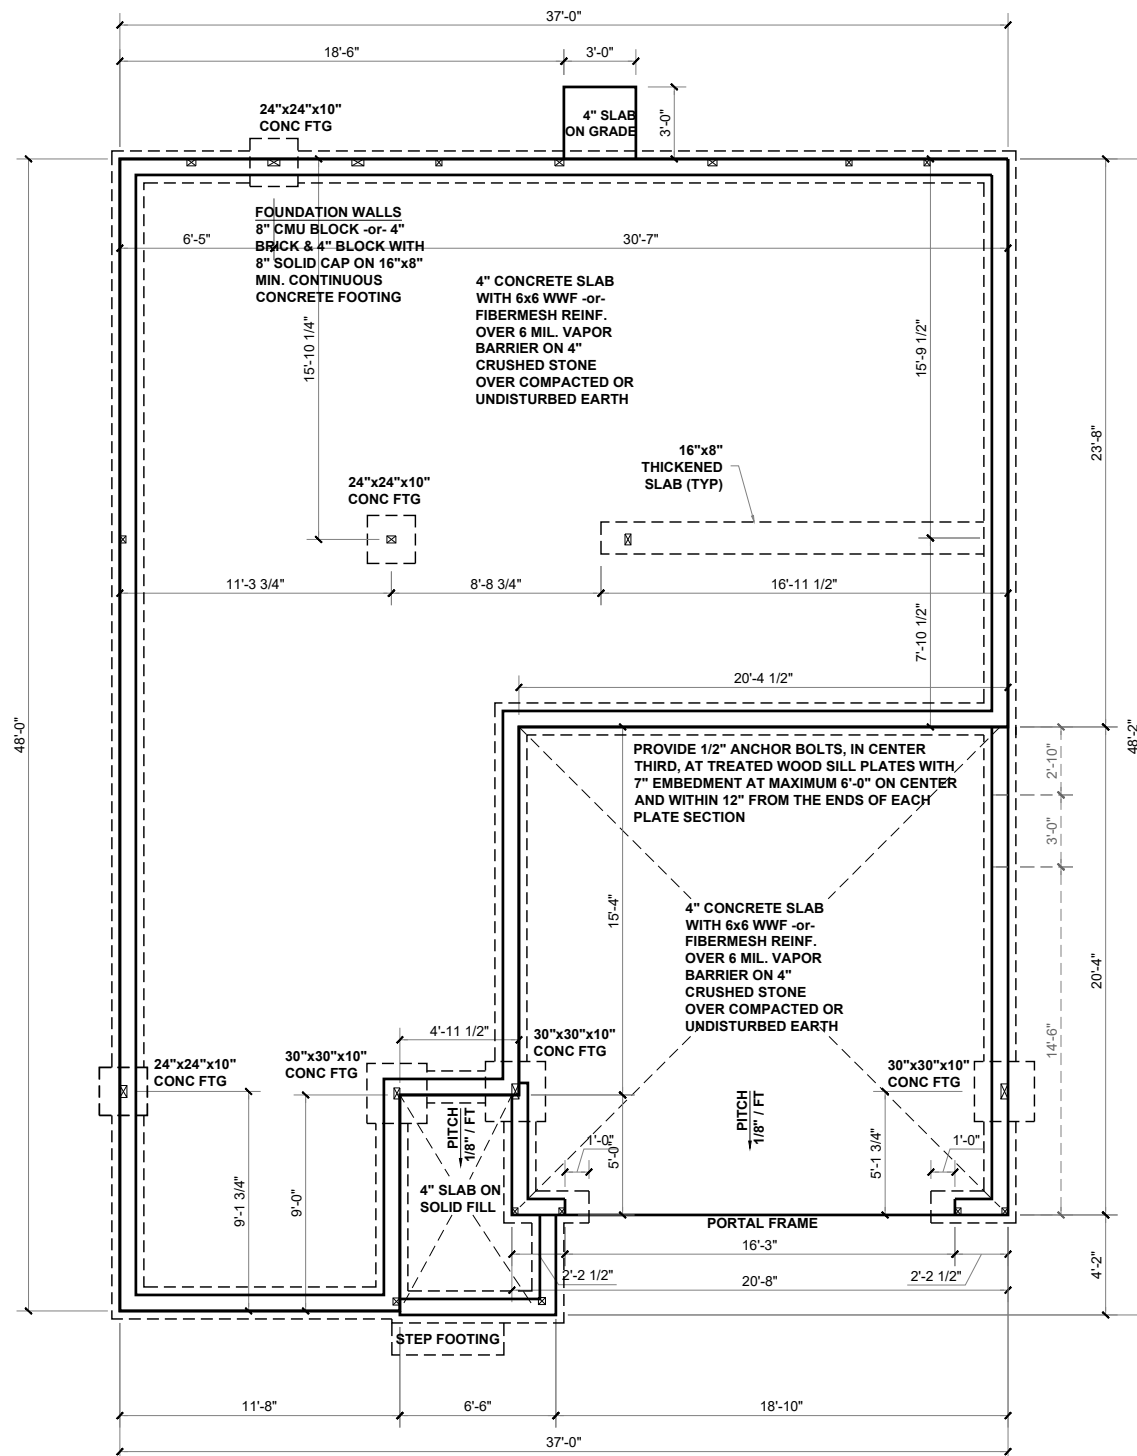 37'-0"
18'-6"
3'-0"
24"x24"x10"
CONC FTG
4" SLAB
ON GRADE
3'-0"
FOUNDATION WALLS
8" CMU BLOCK -or- 4"
BRICK & 4" BLOCK WITH
8" SOLID CAP ON 16"x8"
MIN. CONTINUOUS
CONCRETE FOOTING
6'-5"
30'-7"
4" CONCRETE SLAB
WITH 6x6 WWF -or-
FIBERMESH REINF.
OVER 6 MIL. VAPOR
BARRIER ON 4"
CRUSHED STONE
OVER COMPACTED OR
UNDISTURBED EARTH
15'-10 1/4"
15'-9 1/2"
23'-8"
16"x8"
THICKENED
SLAB (TYP)
24"x24"x10"
CONC FTG
11'-3 3/4"
8'-8 3/4"
16'-11 1/2"
7'-10 1/2"
20'-4 1/2"
48'-0"
48'-2"
PROVIDE 1/2" ANCHOR BOLTS, IN CENTER
THIRD, AT TREATED WOOD SILL PLATES WITH
7" EMBEDMENT AT MAXIMUM 6'-0" ON CENTER
AND WITHIN 12" FROM THE ENDS OF EACH
PLATE SECTION
2'-10"
3'-0"
15'-4"
4" CONCRETE SLAB
WITH 6x6 WWF -or-
FIBERMESH REINF.
OVER 6 MIL. VAPOR
BARRIER ON 4"
CRUSHED STONE
OVER COMPACTED OR
UNDISTURBED EARTH
20'-4"
14'-6"
4'-11 1/2"
24"x24"x10"
CONC FTG
30"x30"x10"
CONC FTG
30"x30"x10"
CONC FTG
30"x30"x10"
CONC FTG
PITCH
1/8" / FT
PITCH
1/8" / FT
1'-0"
5'-0"
5'-1 3/4"
1'-0"
9'-1 3/4"
9'-0"
4" SLAB ON
SOLID FILL
PORTAL FRAME
16'-3"
2'-2 1/2"
2'-2 1/2"
20'-8"
4'-2"
STEP FOOTING
11'-8"
6'-6"
18'-10"
37'-0"